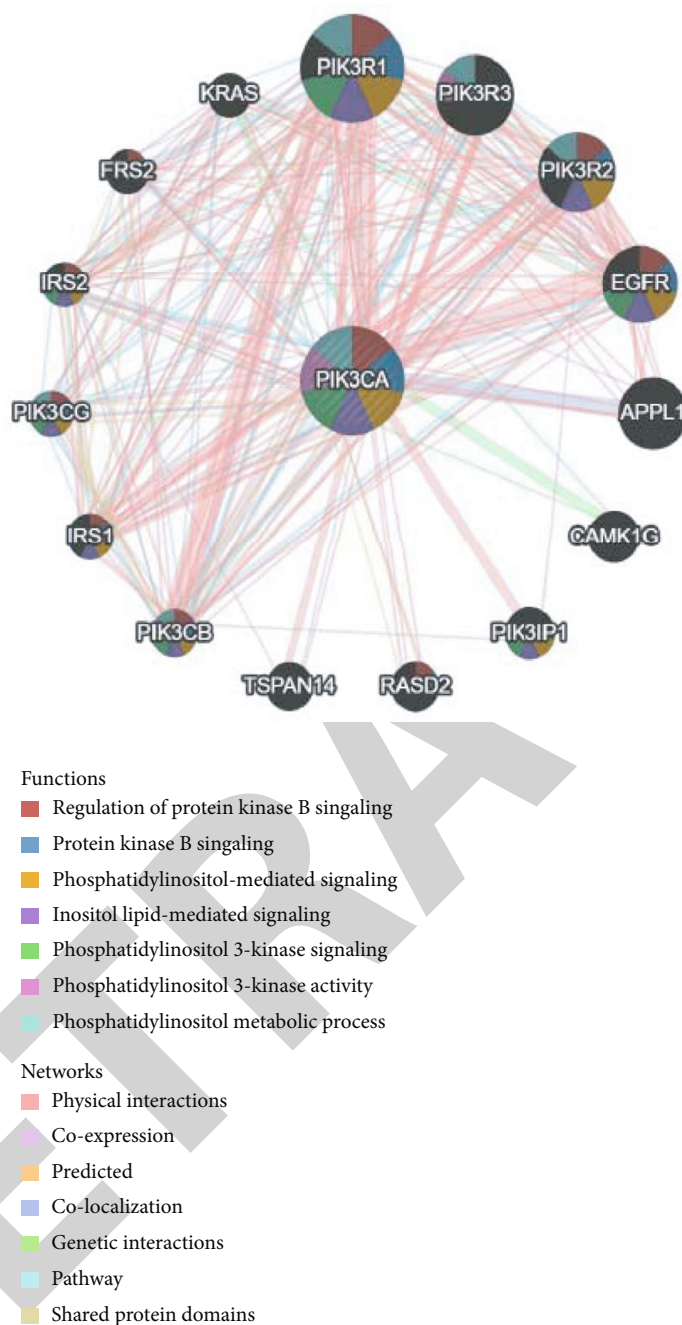 PIK3R1
PIK3R3
KRAS
PIK3R2
FRS2
EGFR
IRS2
PIK3CA
PIK3CG
APPL1
IRS1
CAMK1G
PIK3CB
PIK3IP1
TSPAN14
RASD2
Functions
Regulation of protein kinase B singaling
Protein kinase B singaling
Phosphatidylinositol-mediated signaling
Inositol lipid-mediated signaling
Phosphatidylinositol 3-kinase signaling
Phosphatidylinositol 3-kinase activity
Phosphatidylinositol metabolic process
Networks
Physical interactions
Co-expression
Predicted
Co-localization
Genetic interactions
Pathway
Shared protein domains